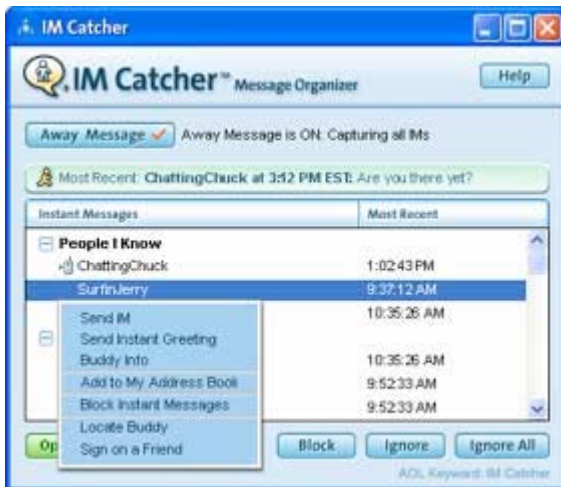 IM Catcher
IM Catcher™ Message Organizer
Help
Away Message Away Message is ON: Capturing all IMs
Most Recent: ChattingChuck at 3:52 PM EST: Are you there yet?
Instant Messages Most Recent
People I Know
ChattingChuck 1:02:43 PM
SurfinJerry 9:37:12 AM
Send IM 10:35:26 AM
Send Instant Greeting
Buddy Info 10:35:26 AM
Add to My Address Book 9:52:33 AM
Block Instant Messages 9:52:33 AM
Locate Buddy
Sign on a Friend
Op Block Ignore Ignore All
AOL Keyword: IM Catcher